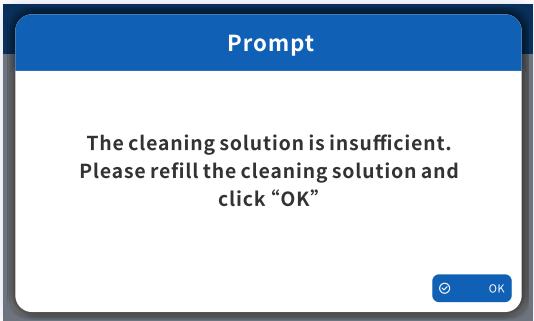 Prompt
The cleaning solution is insufficient.
Please refill the cleaning solution and
click “OK”
OK